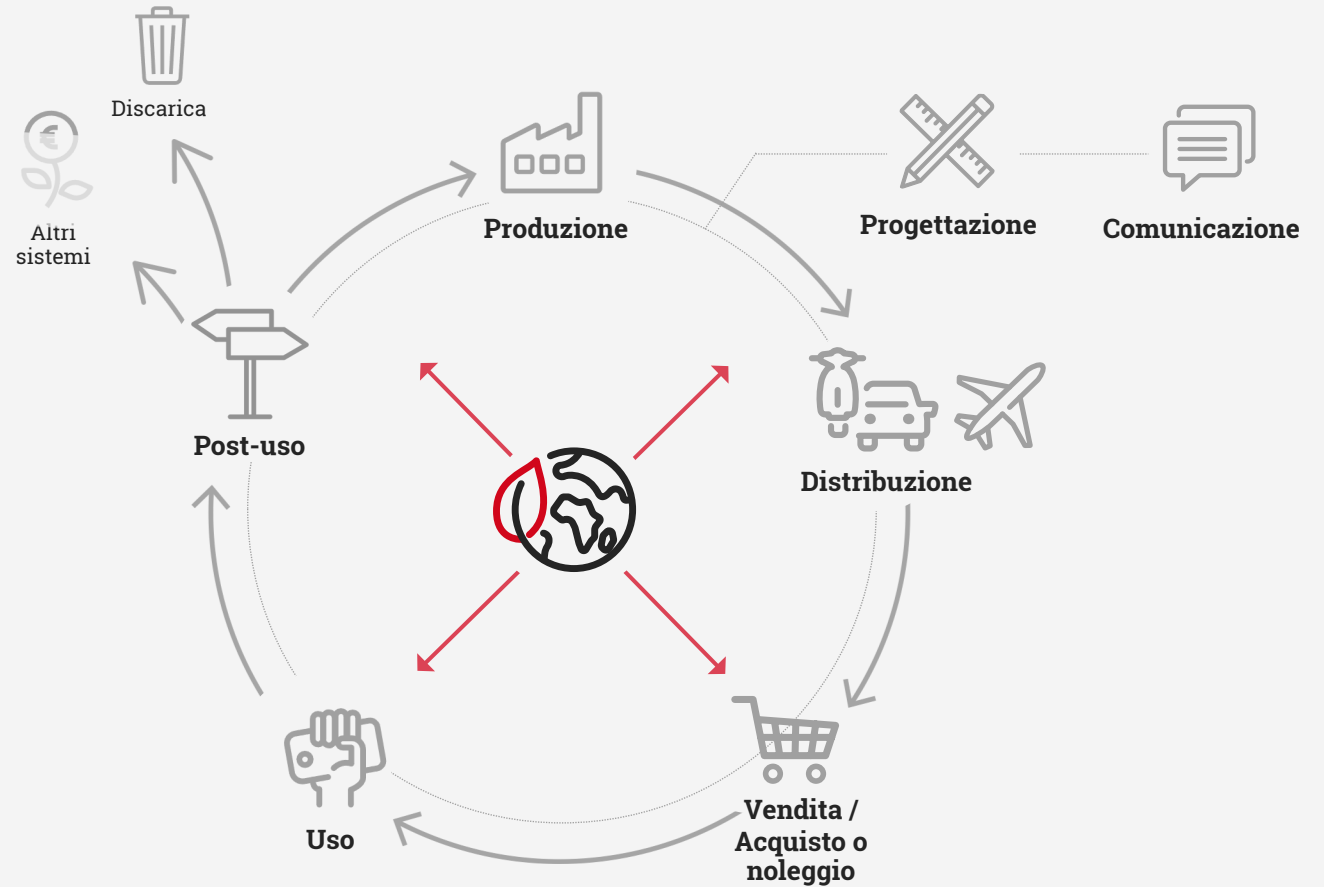 Discarica
€
Altri
sistemi
Produzione
Progettazione
Comunicazione
Post-uso
Distribuzione
Uso
Vendita /
Acquisto o
noleggio